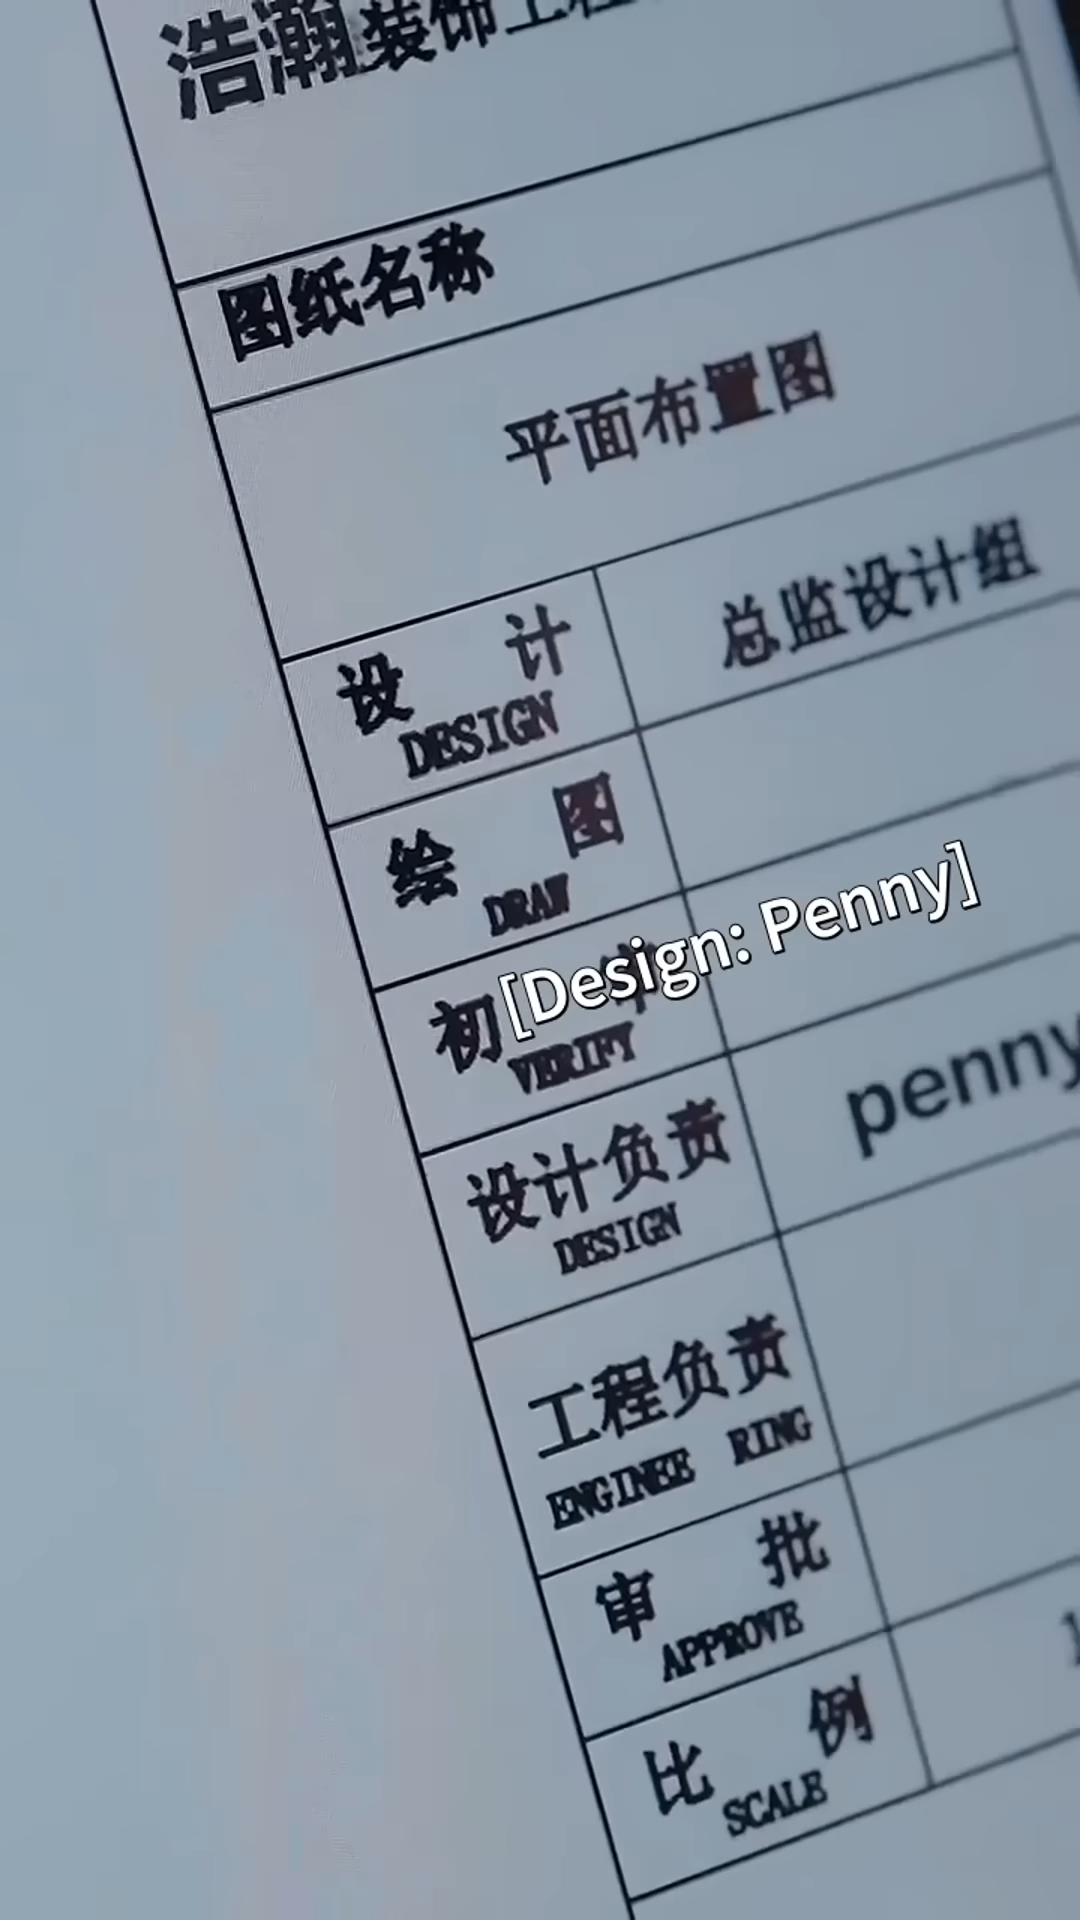 浩瀚装饰工程
图纸名称
平面布置图
设 计 总监设计组
DESIGN
绘 图
DRAW
[Design: Penny]
初
VERIFY
设计负责 penny
DESIGN
工程负责
ENGINEE RING
审 批
APPROVE
比 例
SCALE